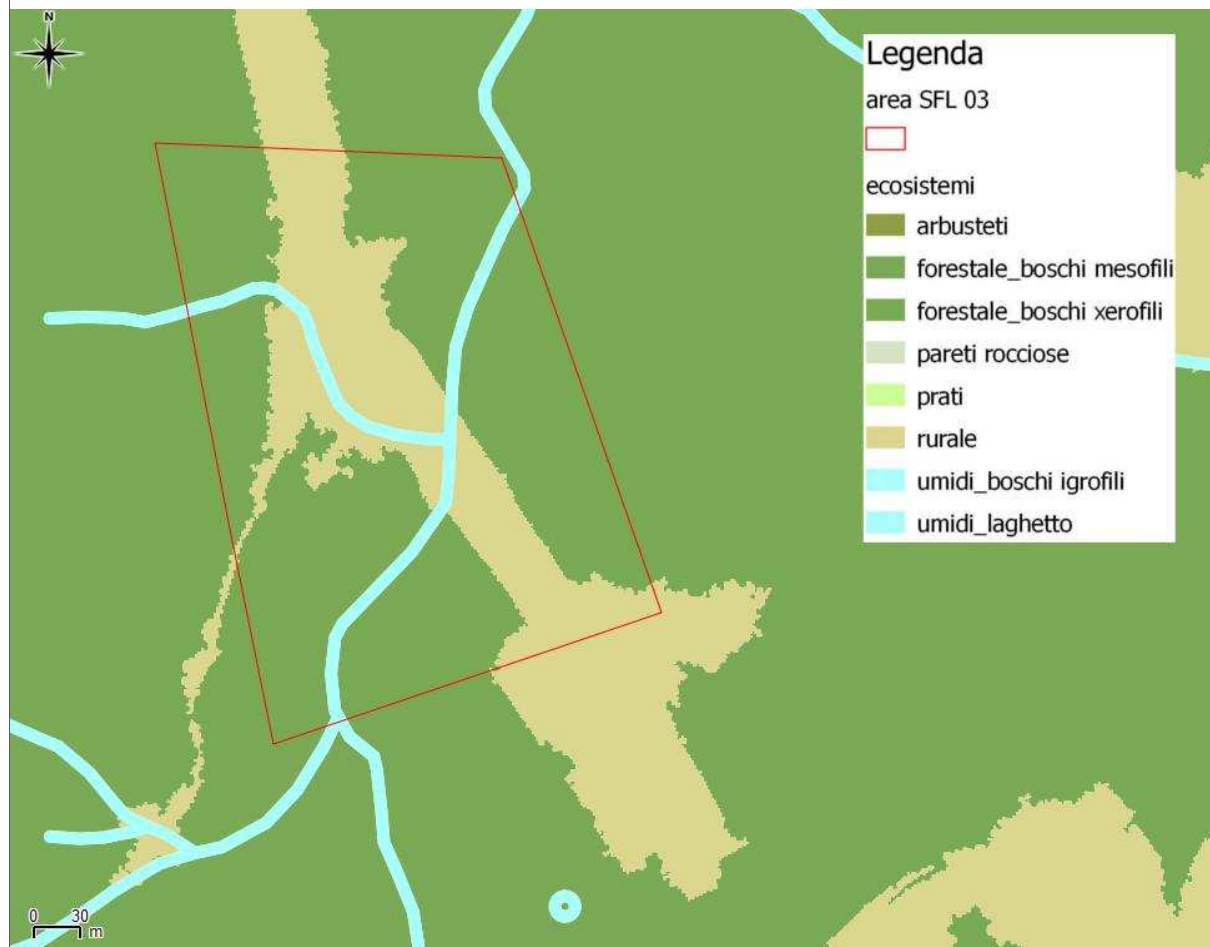 N
Legenda
area SFL 03
ecosistemi
arbusteti
forestale_boschi mesofili
forestale_boschi xerofili
pareti rocciose
prati
rurale
umidi_boschi igrofili
umidi_laghetto
0 30
m